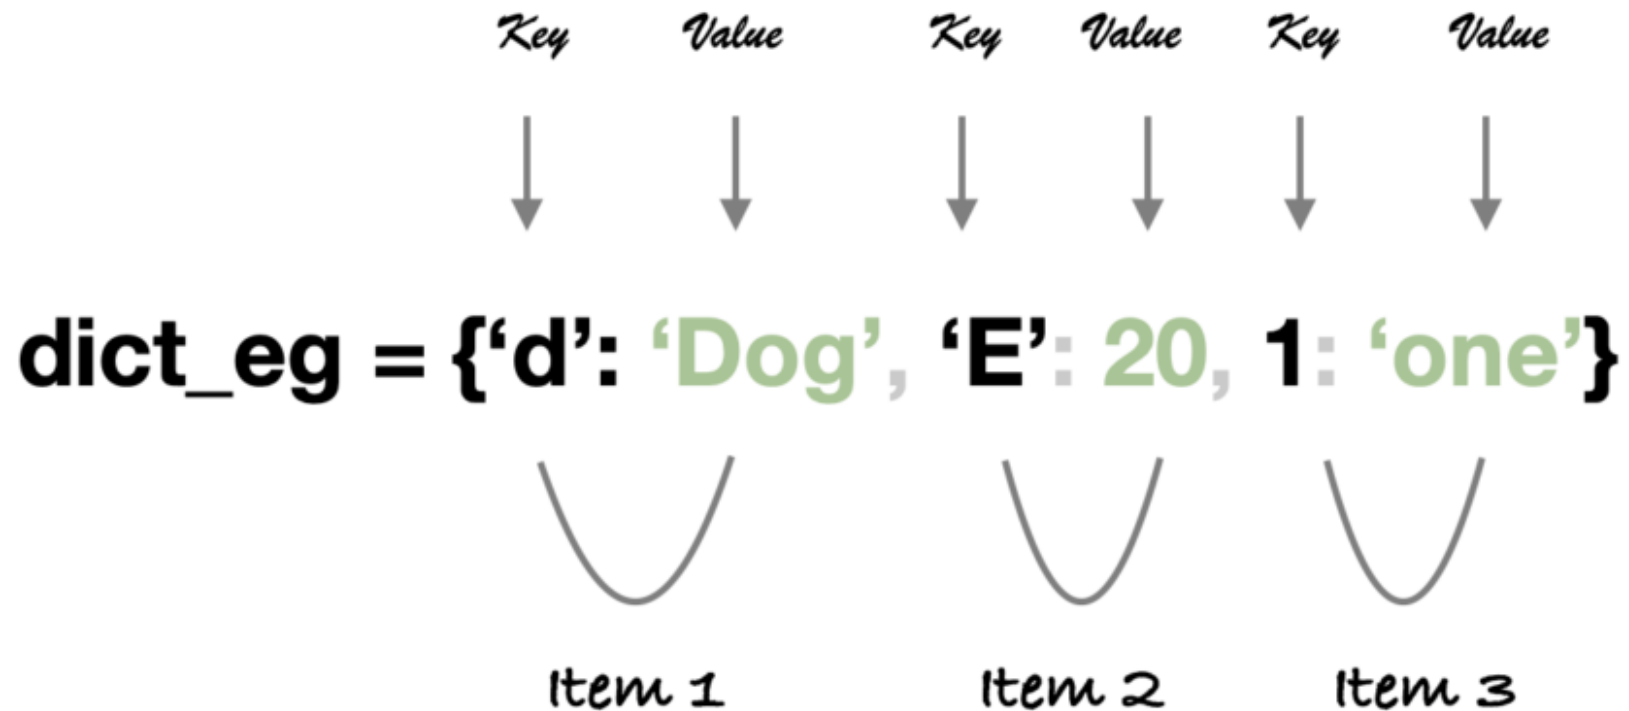 Key Value Key Value Key Value
dict_eg = {‘d’: ‘Dog’, ‘E’: 20, 1: ‘one’}
Item 1 Item 2 Item 3